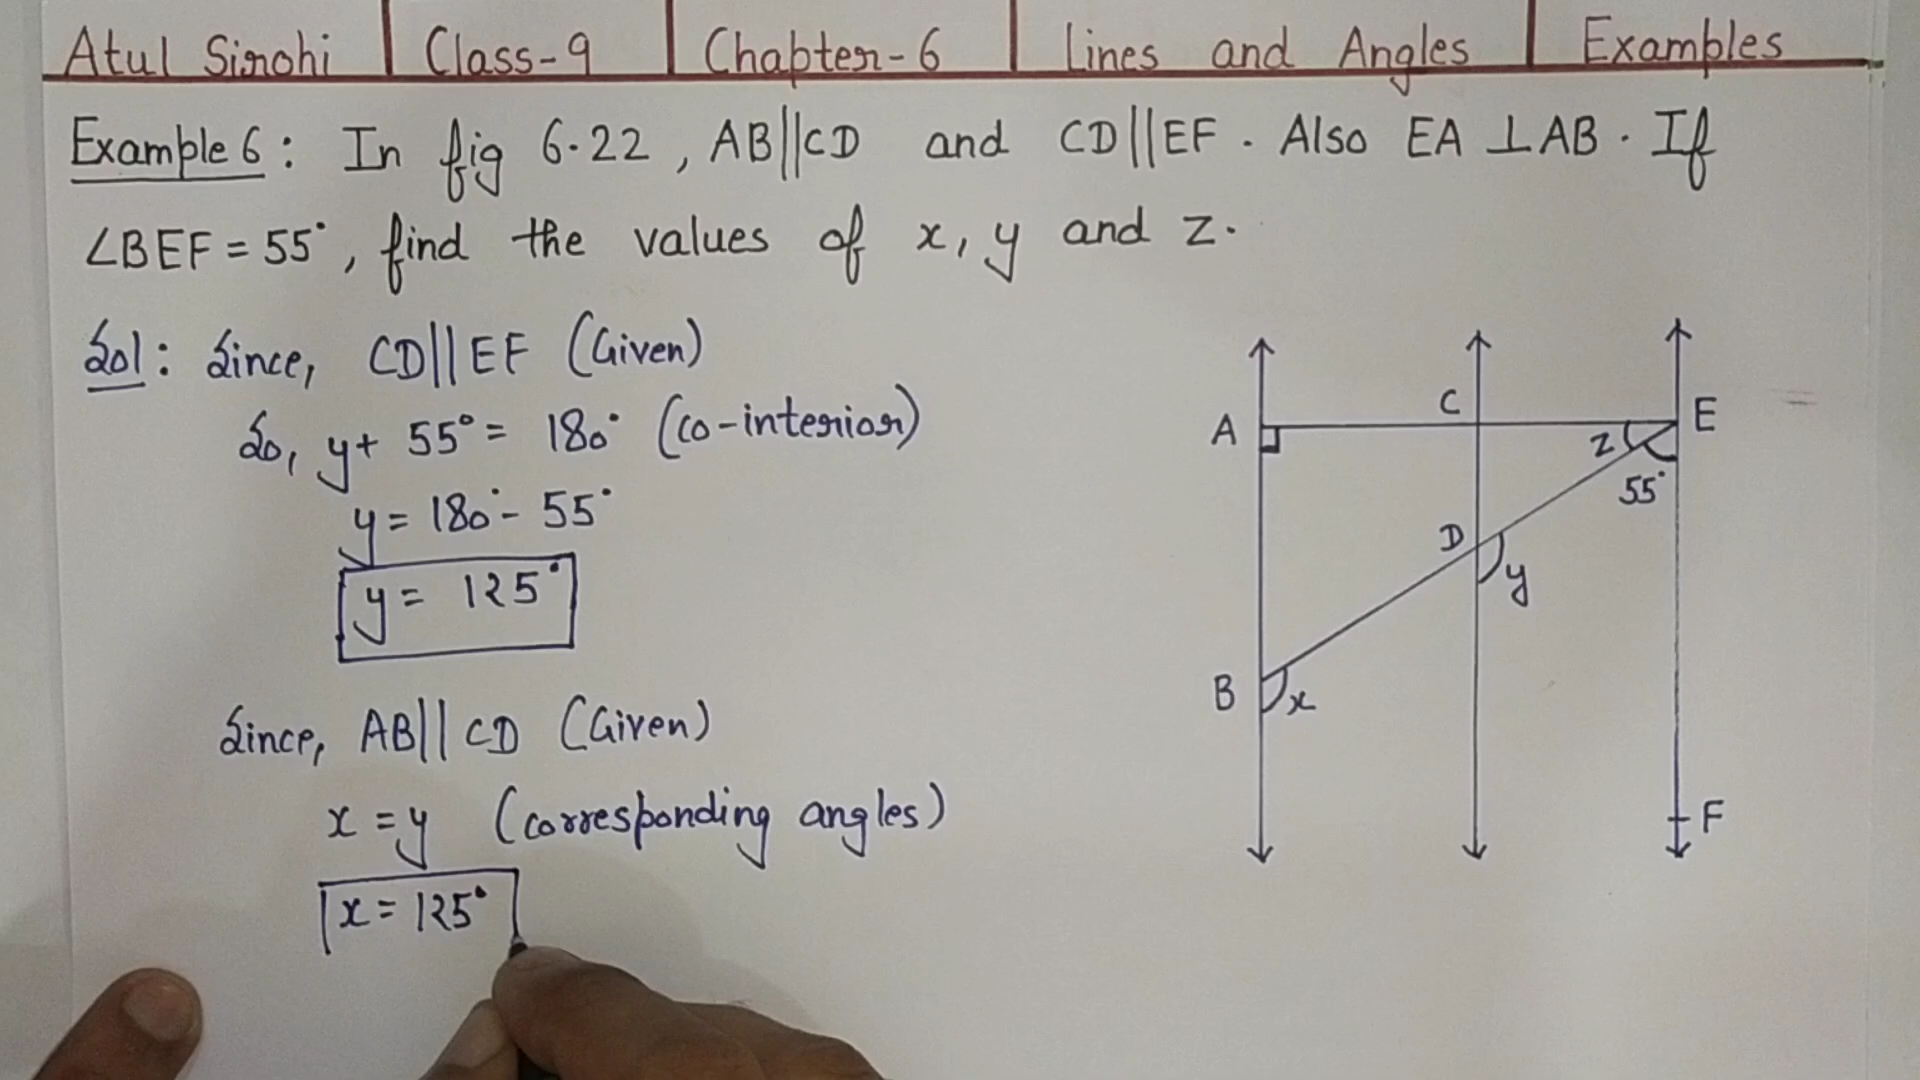 Atul Sirohi | Class-9 | Chapter-6 | Lines and Angles | Examples
Example 6: In fig 6.22, AB||CD and CD||EF. Also EA ⊥ AB. If
∠BEF = 55°, find the values of x, y and z.
Sol: Since, CD||EF (Given)
So, y + 55° = 180° (co-interior)
y = 180° - 55°
y = 125°
Since, AB||CD (Given)
x = y (corresponding angles)
x = 125°
A
C
E
z
55°
D
y
B
x
F